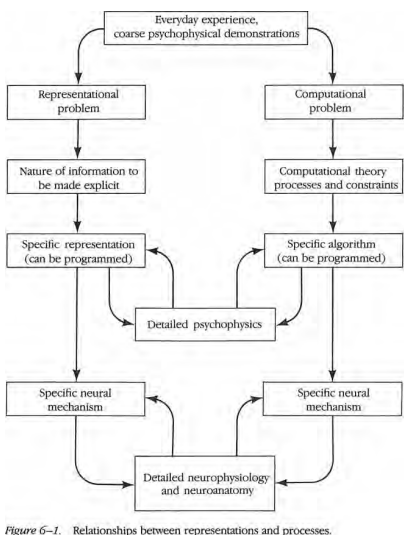 Everyday experience,
coarse psychophysical demonstrations
Representational
problem
Computational
problem
Nature of information to
be made explicit
Computational theory
processes and constraints
Specific representation
(can be programmed)
Specific algorithm
(can be programmed)
Detailed psychophysics
Specific neural
mechanism
Specific neural
mechanism
Detailed neurophysiology
and neuroanatomy
Figure 6–1. Relationships between representations and processes.